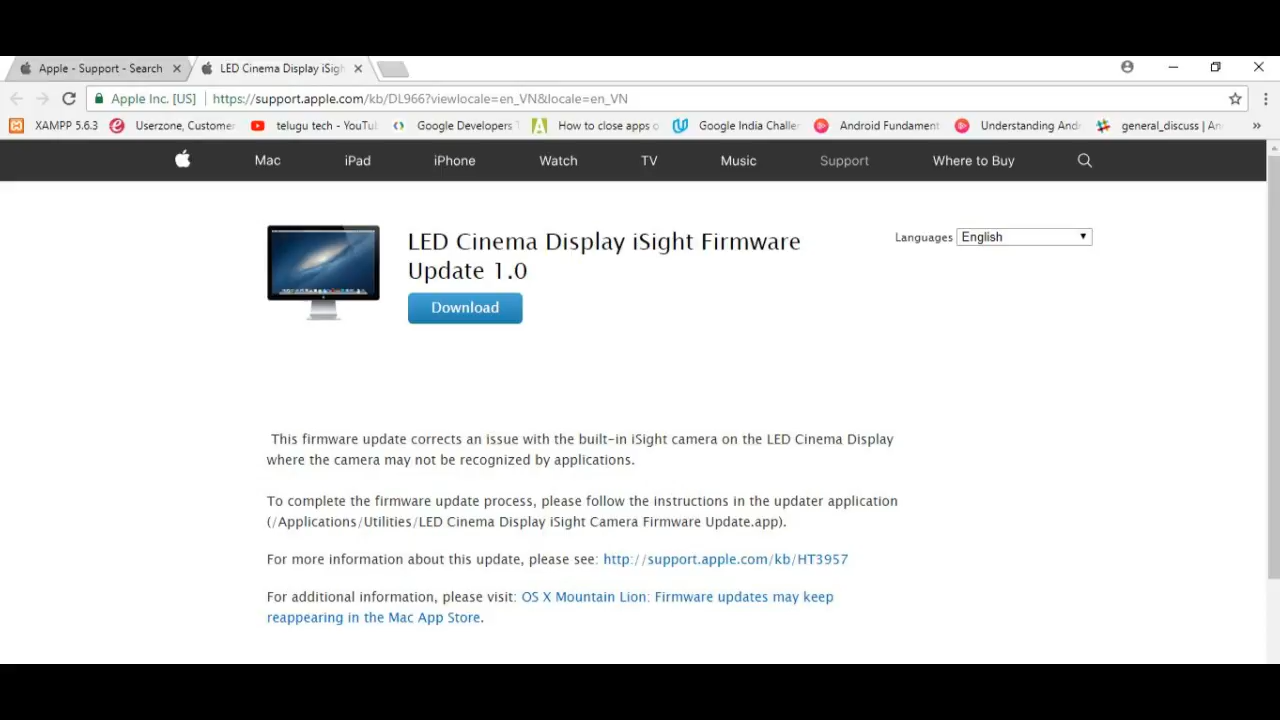 Apple - Support - Search
LED Cinema Display iSigh
Apple Inc. [US]
https://support.apple.com/kb/DL966?viewlocale=en_VN&locale=en_VN
XAMPP 5.6.3
Userzone, Customer
telugu tech - YouTu
Google Developers T
How to close apps o
Google India Challe
Android Fundament
Understanding And
general_discuss | An
Mac
iPad
iPhone
Watch
TV
Music
Support
Where to Buy
LED Cinema Display iSight Firmware
Update 1.0
Languages
English
Download
This firmware update corrects an issue with the built-in iSight camera on the LED Cinema Display
where the camera may not be recognized by applications.
To complete the firmware update process, please follow the instructions in the updater application
(/Applications/Utilities/LED Cinema Display iSight Camera Firmware Update.app).
For more information about this update, please see: http://support.apple.com/kb/HT3957
For additional information, please visit: OS X Mountain Lion: Firmware updates may keep
reappearing in the Mac App Store.